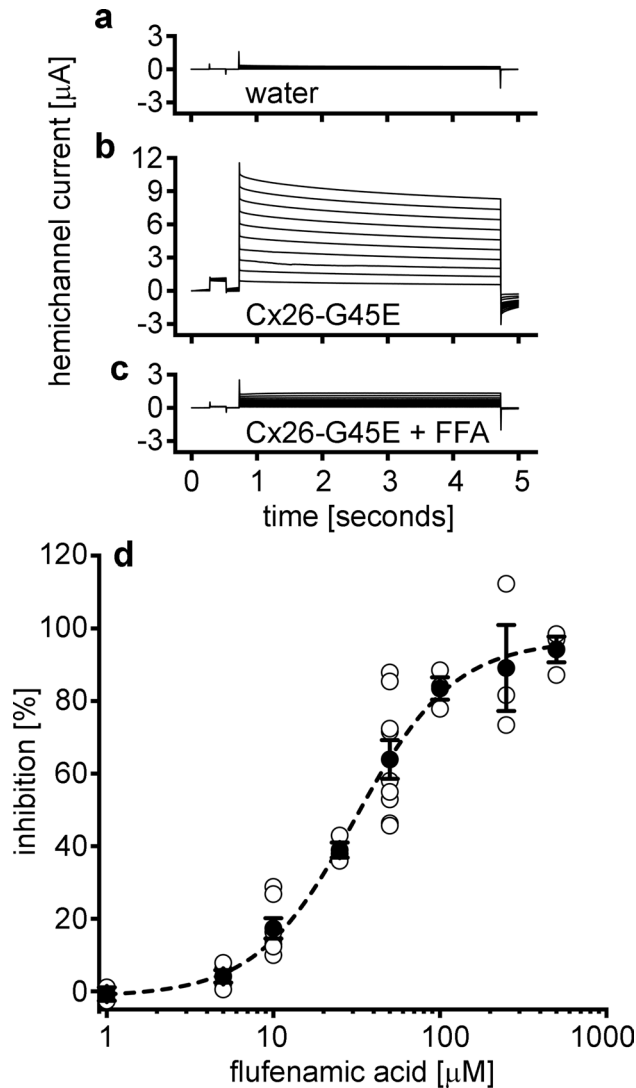 a
hemichannel current [µA]
3
0
-3
water
b
12
9
6
3
0
-3
Cx26-G45E
c
3
0
-3
Cx26-G45E + FFA
0 1 2 3 4 5
time [seconds]
d
inhibition [%]
120
100
80
60
40
20
0
1 10 100 1000
flufenamic acid [µM]